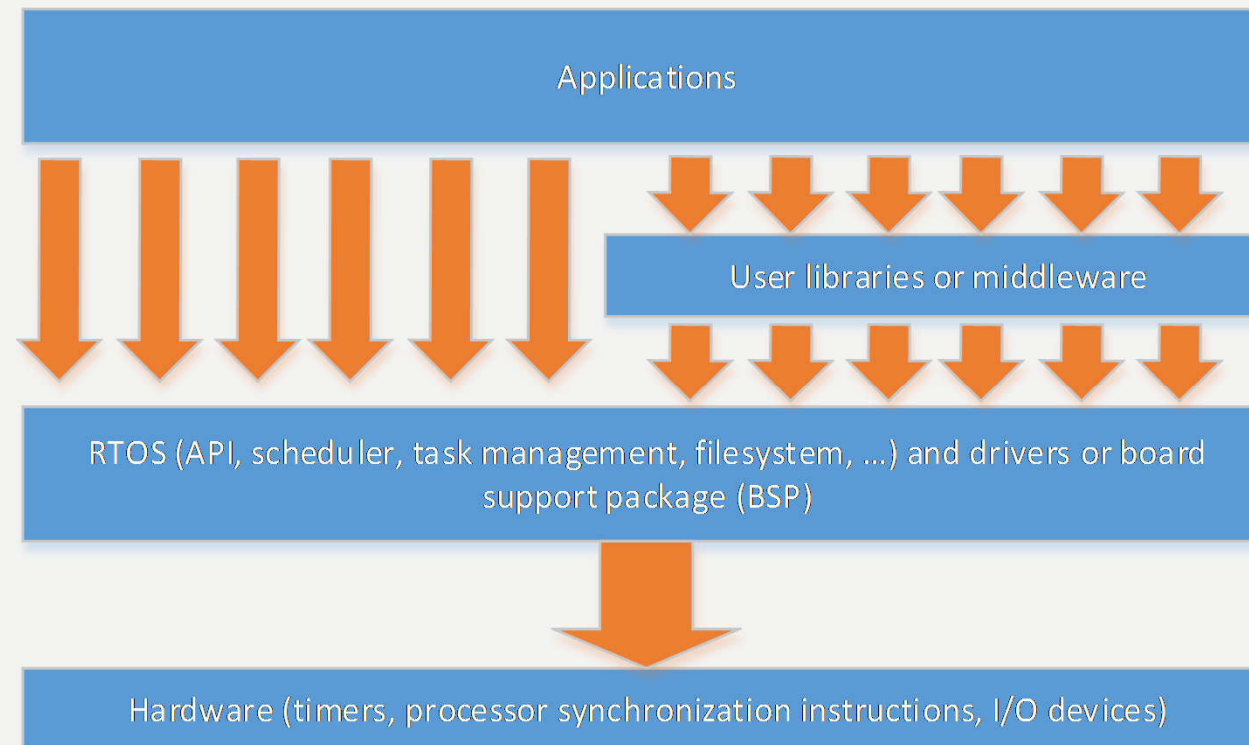 Applications
User libraries or middleware
RTOS (API, scheduler, task management, filesystem, ...) and drivers or board
support package (BSP)
Hardware (timers, processor synchronization instructions, I/O devices)